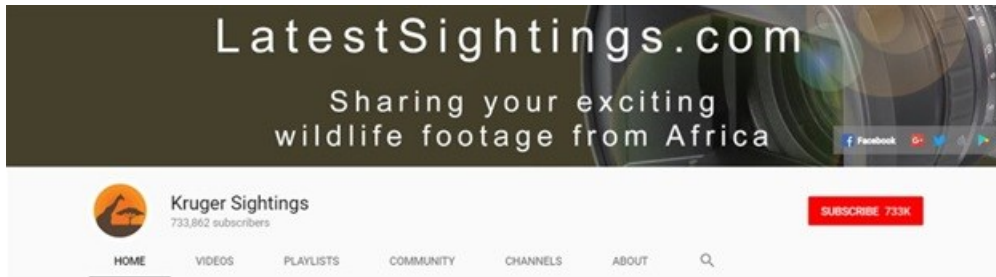 LatestSightings.com
Sharing your exciting
wildlife footage from Africa
Facebook G+
Kruger Sightings
733,862 subscribers
SUBSCRIBE 733K
HOME VIDEOS PLAYLISTS COMMUNITY CHANNELS ABOUT